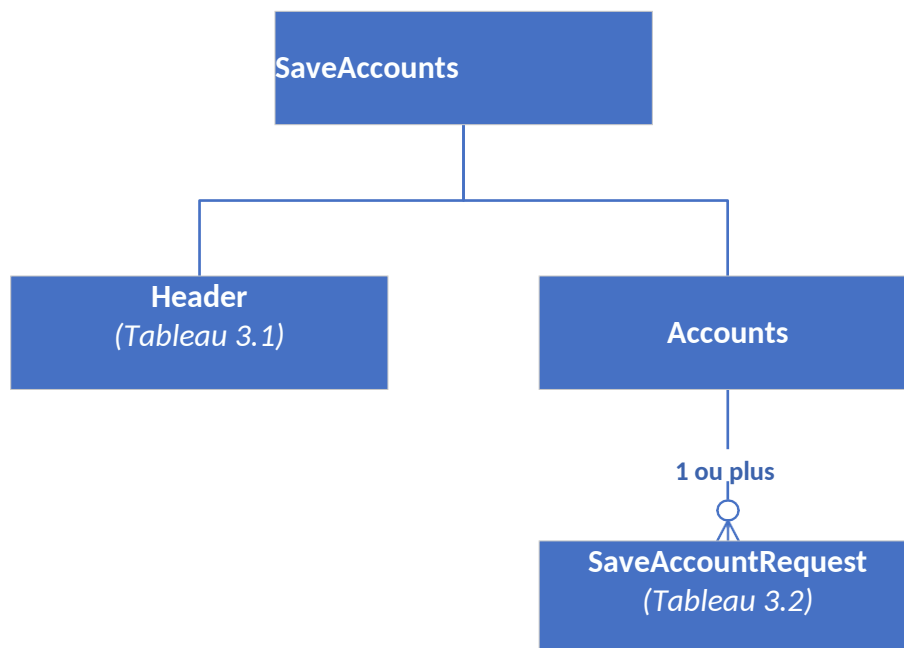 SaveAccounts
Header
(Tableau 3.1)
Accounts
1 ou plus
SaveAccountRequest
(Tableau 3.2)